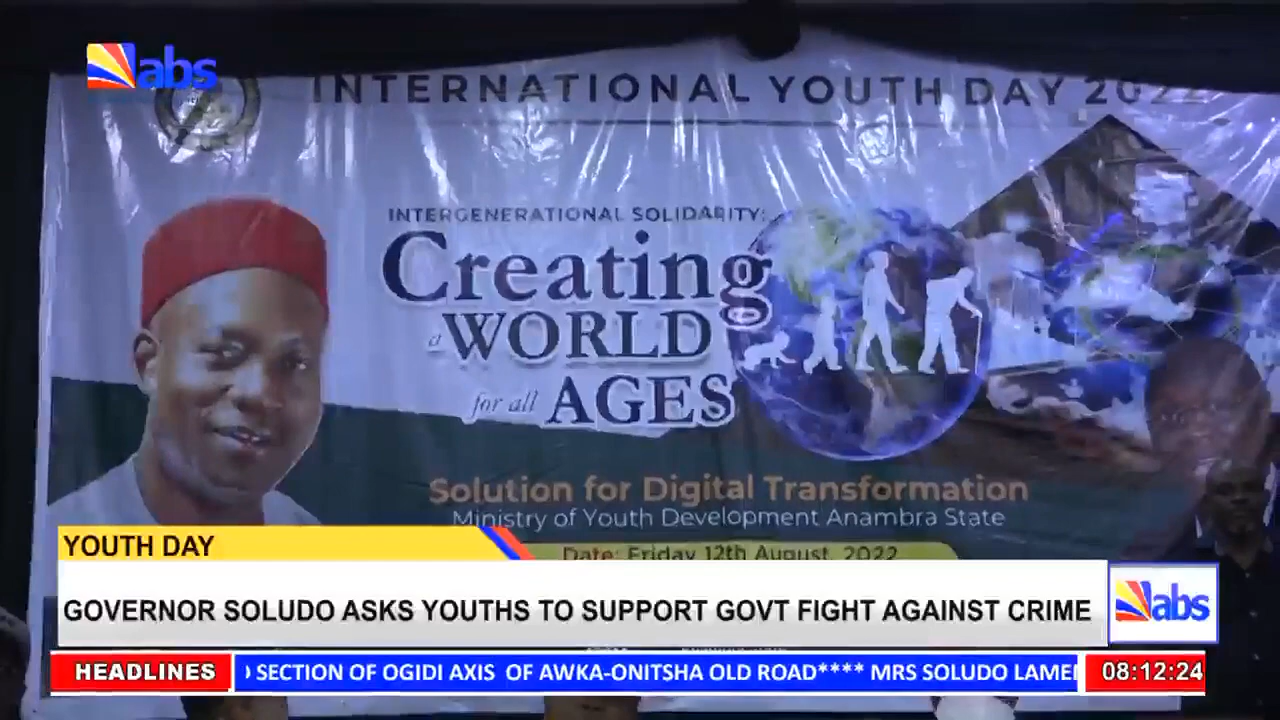 abs
INTERNATIONAL YOUTH DAY 2022
INTERGENERATIONAL SOLIDARITY:
Creating
a WORLD
for all AGES
Solution for Digital Transformation
Ministry of Youth Development Anambra State
Date: Friday 12th August, 2022
YOUTH DAY
GOVERNOR SOLUDO ASKS YOUTHS TO SUPPORT GOVT FIGHT AGAINST CRIME
abs
HEADLINES
SECTION OF OGIDI AXIS OF AWKA-ONITSHA OLD ROAD**** MRS SOLUDO
08:12:24